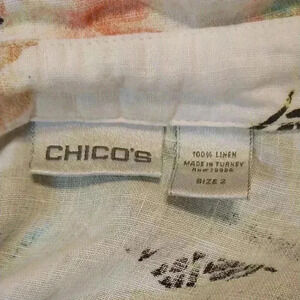 CHICO'S
100% LINEN
MADE IN TURKEY
SIZE 2